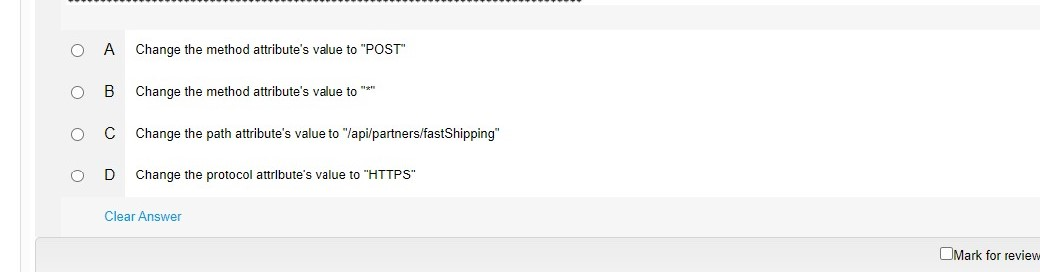 A Change the method attribute's value to "POST"
B Change the method attribute's value to "*"
C Change the path attribute's value to "/api/partners/fastShipping"
D Change the protocol attribute's value to "HTTPS"
Clear Answer
Mark for review